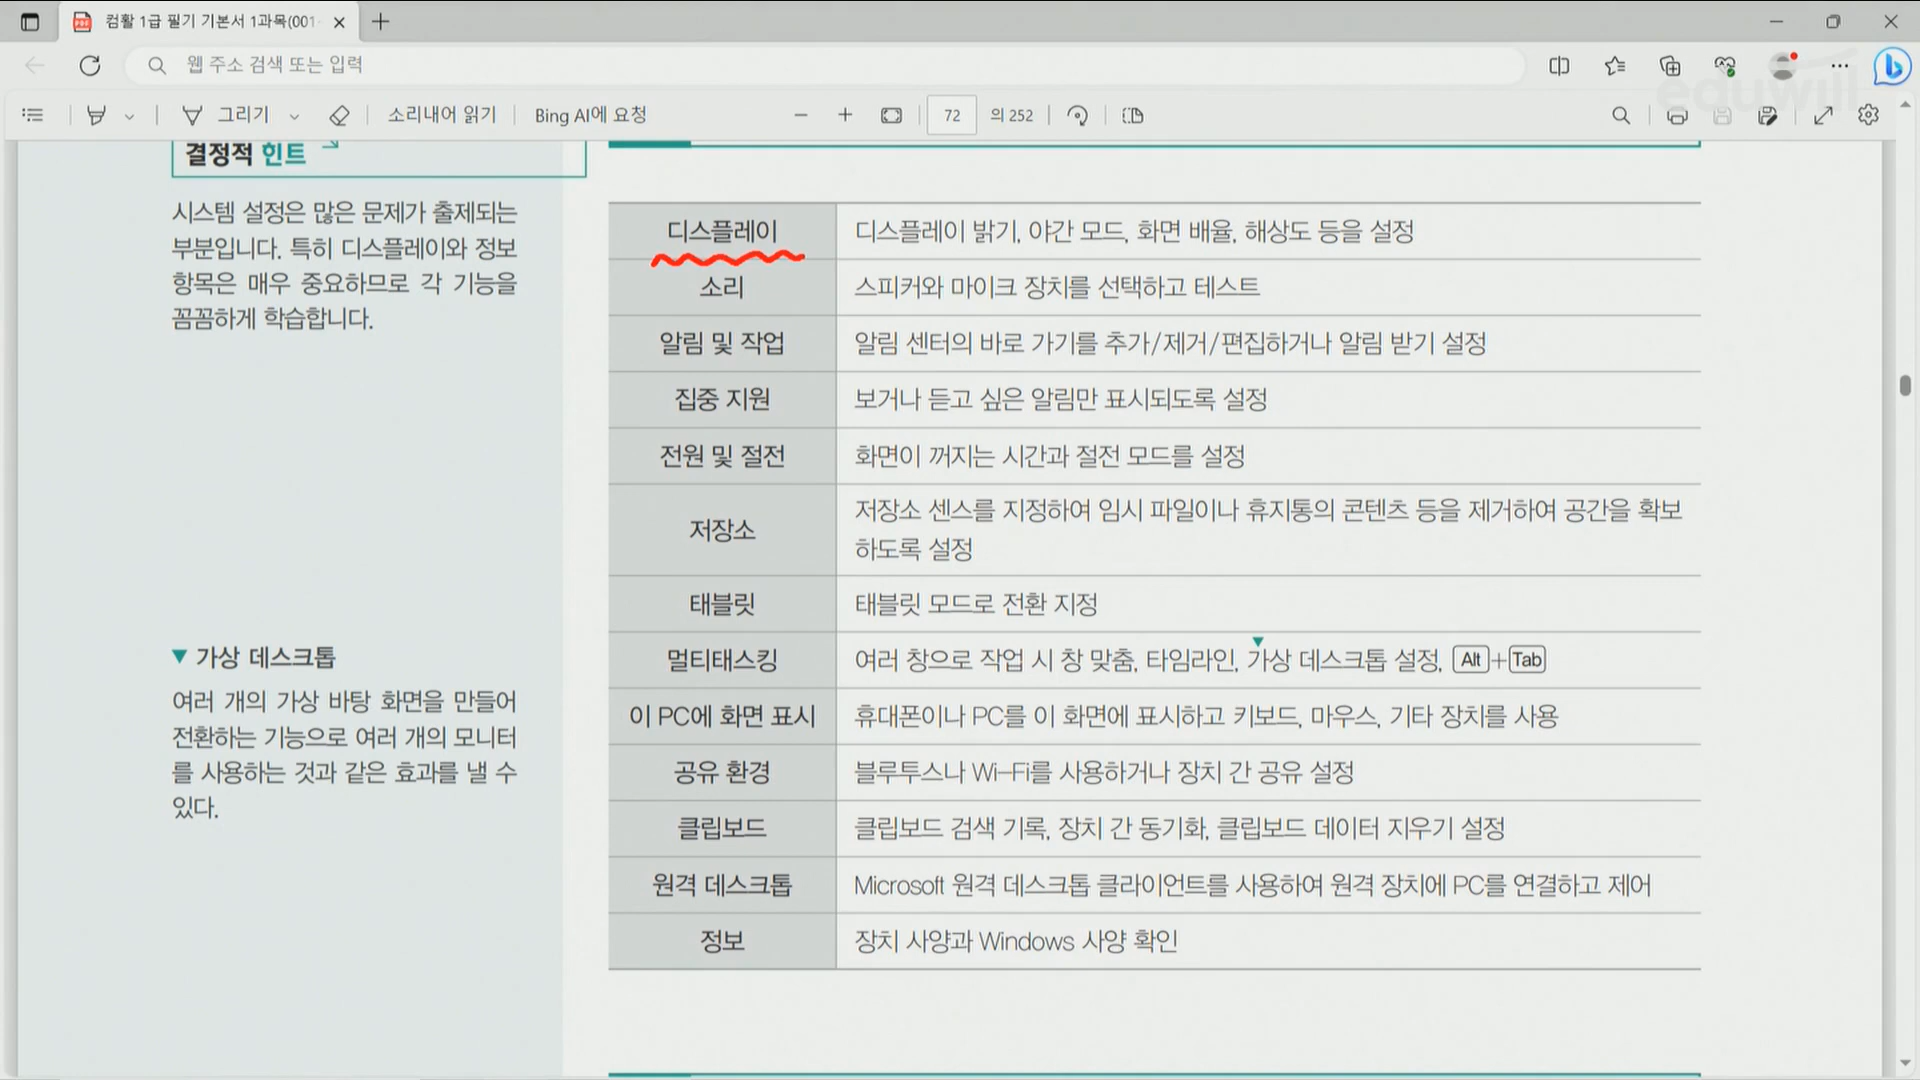 컴활 1급 필기 기본서 1과목(001
웹 주소 검색 또는 입력
eduwill
그리기
소리내어 읽기
Bing AI에 요청
72
의 252
결정적 힌트
시스템 설정은 많은 문제가 출제되는
부분입니다. 특히 디스플레이와 정보
항목은 매우 중요하므로 각 기능을
꼼꼼하게 학습합니다.
▼ 가상 데스크톱
여러 개의 가상 바탕 화면을 만들어
전환하는 기능으로 여러 개의 모니터
를 사용하는 것과 같은 효과를 낼 수
있다.
디스플레이 디스플레이 밝기, 야간 모드, 화면 배율, 해상도 등을 설정
소리 스피커와 마이크 장치를 선택하고 테스트
알림 및 작업 알림 센터의 바로 가기를 추가/제거/편집하거나 알림 받기 설정
집중 지원 보거나 듣고 싶은 알림만 표시되도록 설정
전원 및 절전 화면이 꺼지는 시간과 절전 모드를 설정
저장소 저장소 센스를 지정하여 임시 파일이나 휴지통의 콘텐츠 등을 제거하여 공간을 확보
하도록 설정
태블릿 태블릿 모드로 전환 지정
멀티태스킹 여러 창으로 작업 시 창 맞춤, 타임라인, 가상 데스크톱 설정, Alt+Tab
이 PC에 화면 표시 휴대폰이나 PC를 이 화면에 표시하고 키보드, 마우스, 기타 장치를 사용
공유 환경 블루투스나 Wi-Fi를 사용하거나 장치 간 공유 설정
클립보드 클립보드 검색 기록, 장치 간 동기화, 클립보드 데이터 지우기 설정
원격 데스크톱 Microsoft 원격 데스크톱 클라이언트를 사용하여 원격 장치에 PC를 연결하고 제어
정보 장치 사양과 Windows 사양 확인